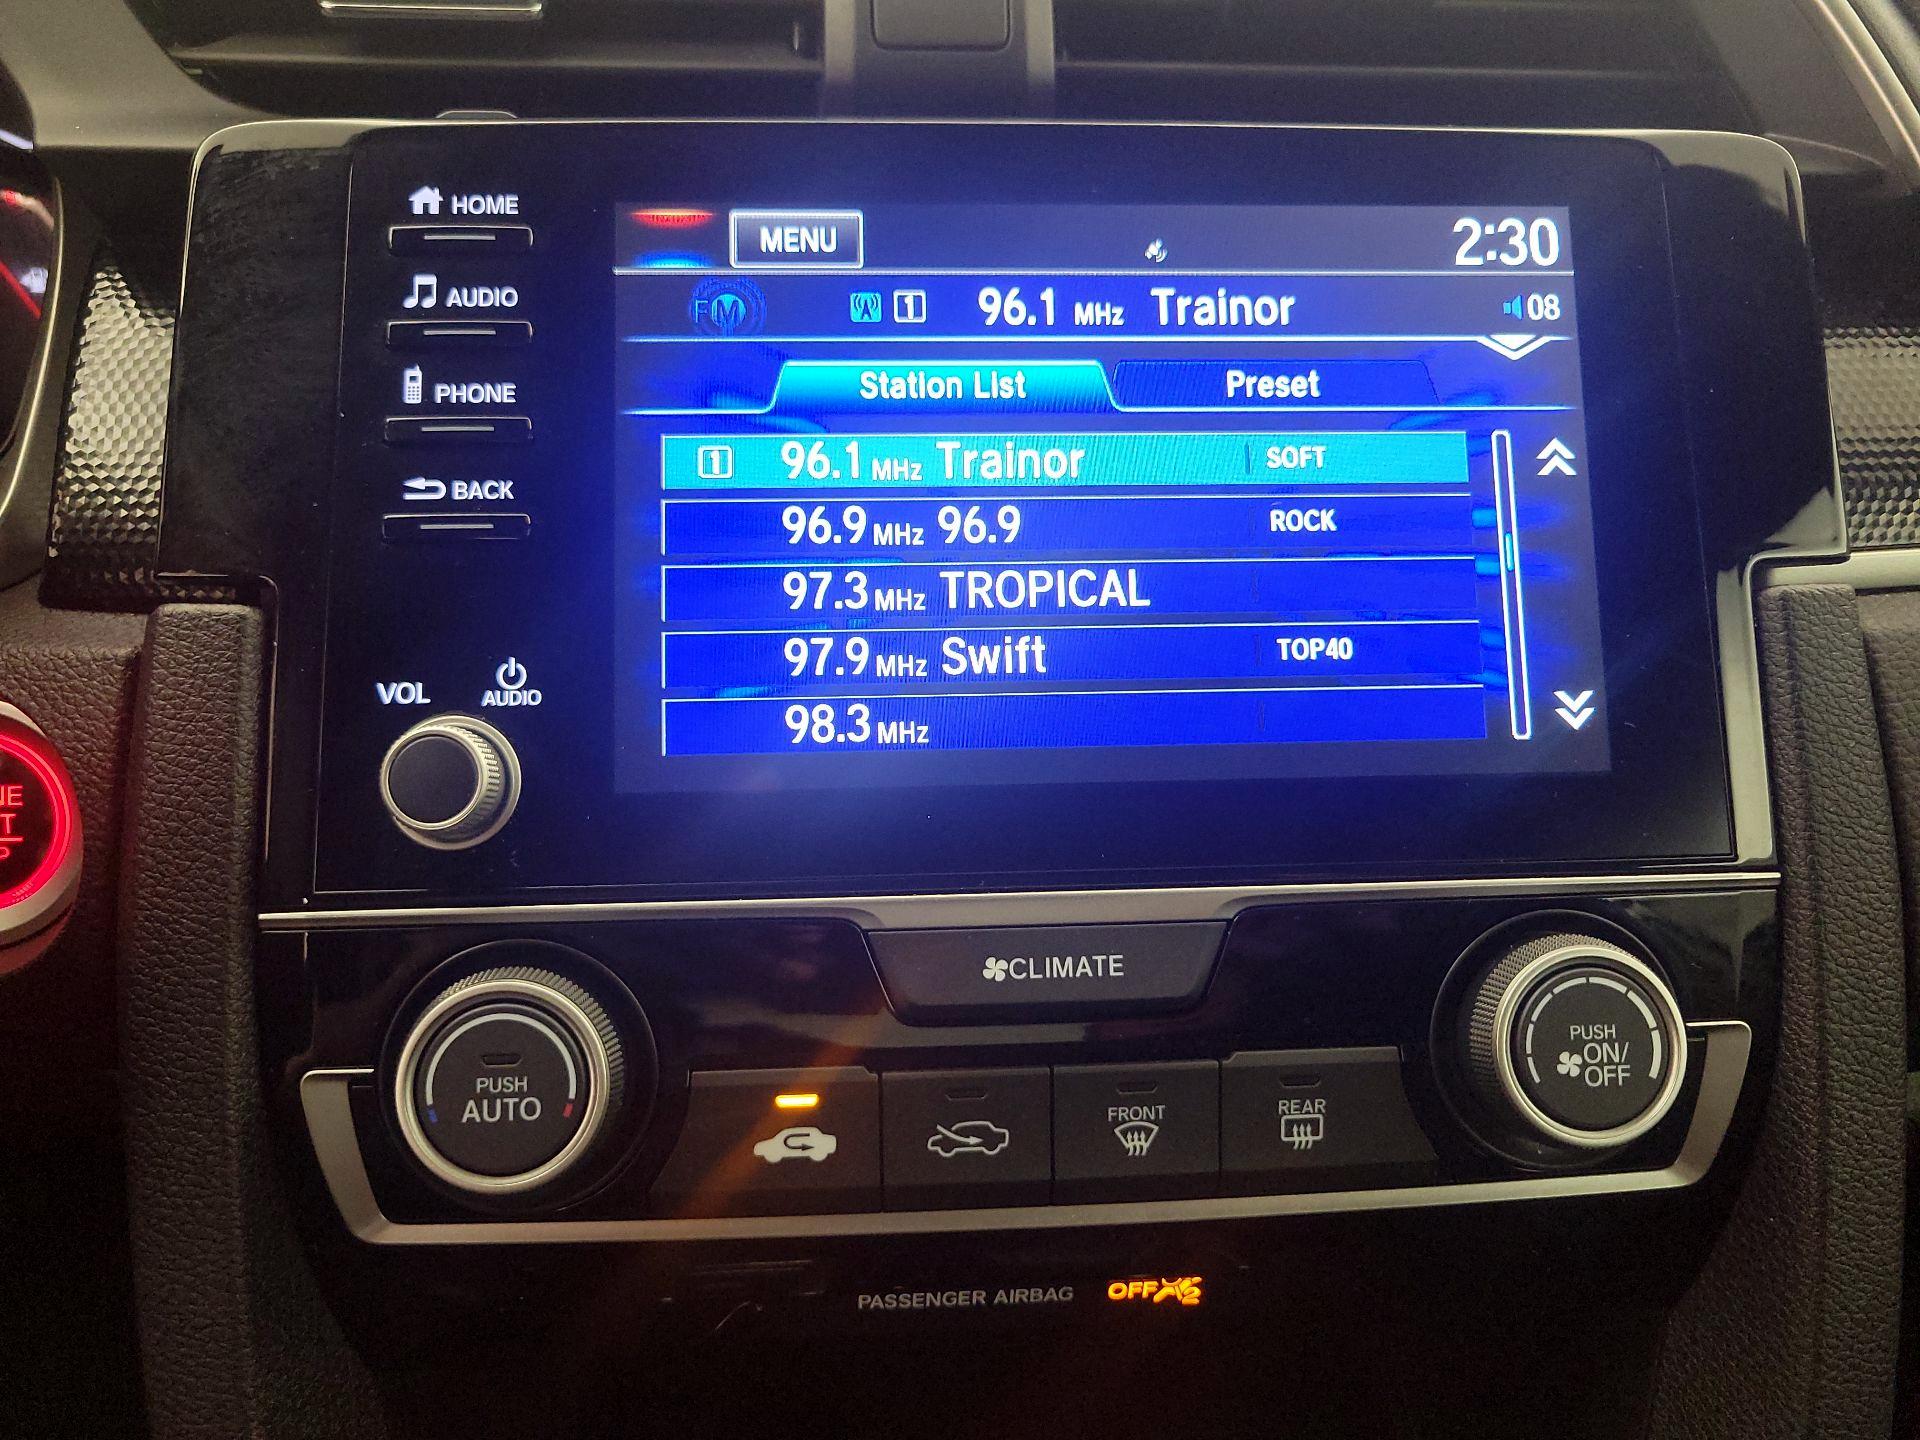 HOME
AUDIO
PHONE
BACK
VOL
AUDIO
MENU
2:30
FM 1 96.1 MHz Trainor 08
Station List Preset
1 96.1 MHz Trainor SOFT
96.9 MHz 96.9 ROCK
97.3 MHz TROPICAL
97.9 MHz Swift TOP40
98.3 MHz
CLIMATE
PUSH
AUTO
FRONT
REAR
PUSH
ON/
OFF
PASSENGER AIRBAG OFF 2